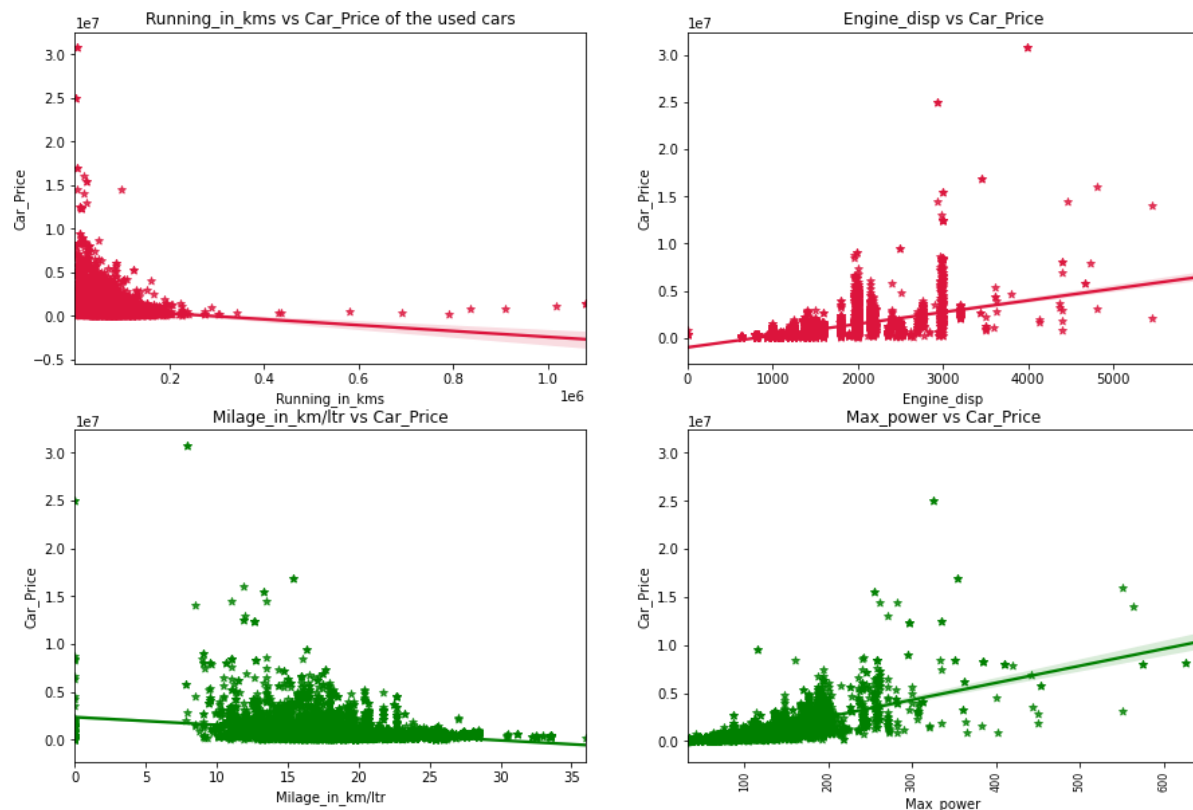 Running_in_kms vs Car_Price of the used cars
1e7
3.0
2.5
2.0
1.5
1.0
0.5
0.0
−0.5
Car_Price
0.2 0.4 0.6 0.8 1.0
1e6
Running_in_kms
Engine_disp vs Car_Price
1e7
3.0
2.5
2.0
1.5
1.0
0.5
0.0
Car_Price
0 1000 2000 3000 4000 5000
Engine_disp
Milage_in_km/ltr vs Car_Price
1e7
3.0
2.5
2.0
1.5
1.0
0.5
0.0
Car_Price
0 5 10 15 20 25 30 35
Milage_in_km/ltr
Max_power vs Car_Price
1e7
3.0
2.5
2.0
1.5
1.0
0.5
0.0
Car_Price
100 200 300 400 500 600
Max_power